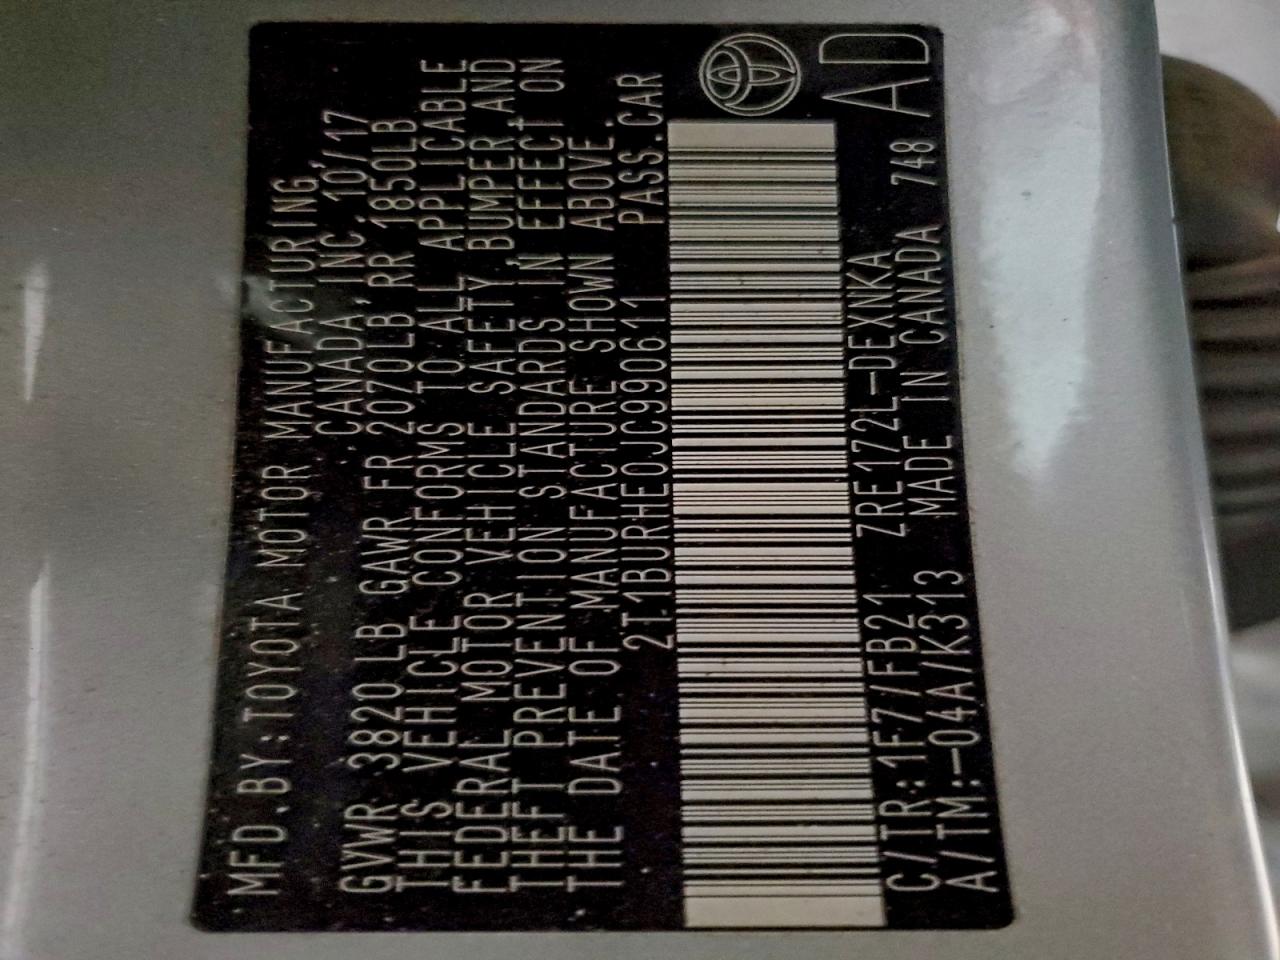 MFD.BY:TOYOTA MOTOR MANUFACTURING,
CANADA, INC. 10/17
GVWR 3820 LB GAWR FR 2070LB, RR 1850LB
THIS VEHICLE CONFORMS TO ALL APPLICABLE
FEDERAL MOTOR VEHICLE SAFETY,BUMPER,AND
THEFT PREVENTION STANDARDS IN EFFECT ON
THE DATE OF MANUFACTURE SHOWN ABOVE.
2T1BURHE0JC990611 PASS.CAR
C/TR:1F7/FB21 ZRE172L-DEXNKA
A/TM:-04A/K313 MADE IN CANADA 748
AD